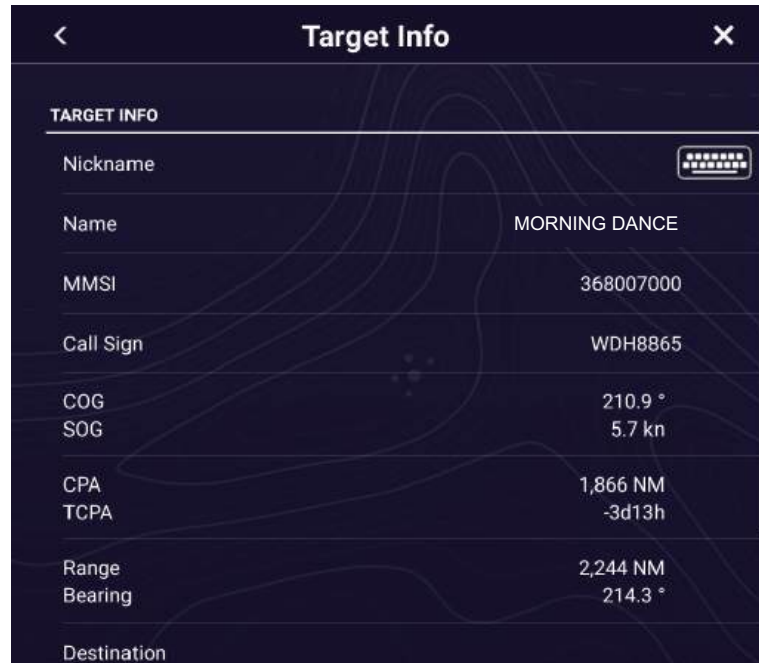 Target Info
TARGET INFO
Nickname
Name MORNING DANCE
MMSI 368007000
Call Sign WDH8865
COG 210.9 °
SOG 5.7 kn
CPA 1,866 NM
TCPA -3d13h
Range 2,244 NM
Bearing 214.3 °
Destination